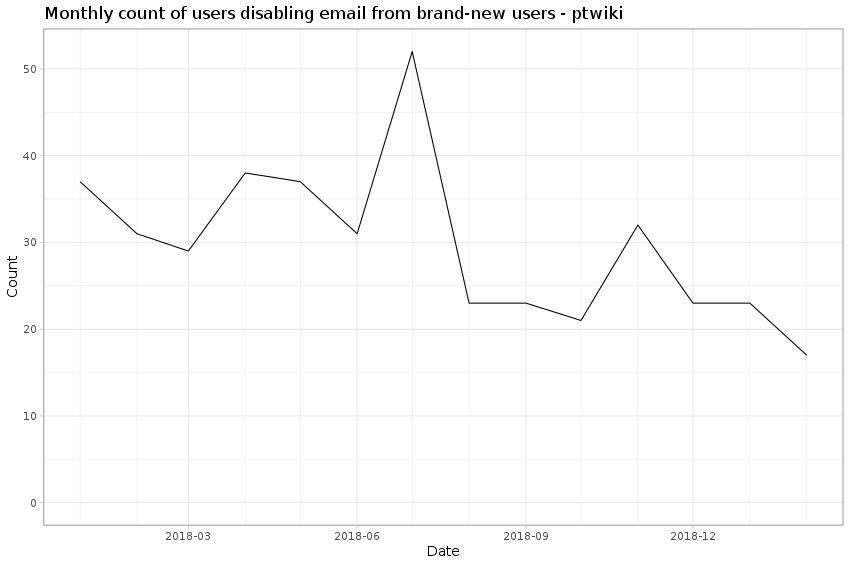 Monthly count of users disabling email from brand-new users - ptwiki
50
40
30
20
10
0
Count
2018-03 2018-06 2018-09 2018-12
Date